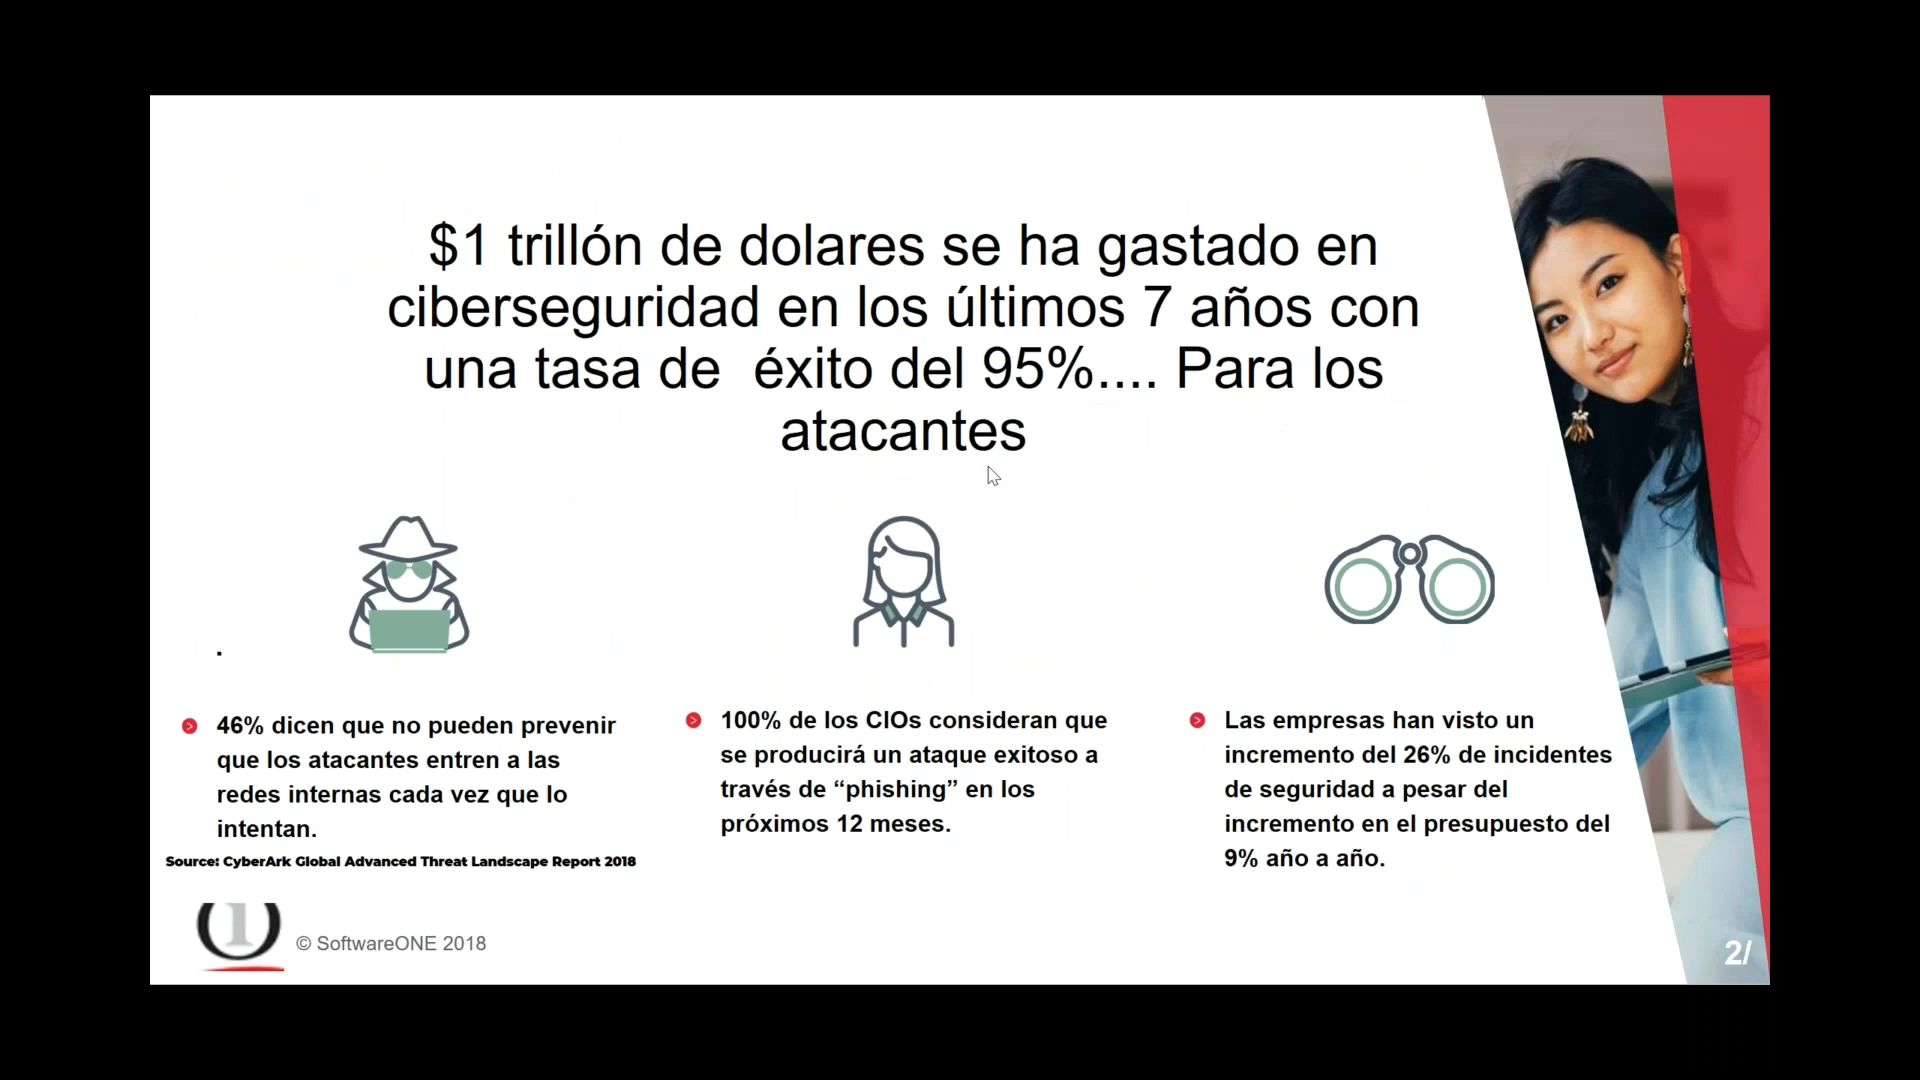 $1 trillón de dolares se ha gastado en
ciberseguridad en los últimos 7 años con
una tasa de  éxito del 95%.... Para los
atacantes
.
46% dicen que no pueden prevenir
que los atacantes entren a las
redes internas cada vez que lo
intentan.
Source: CyberArk Global Advanced Threat Landscape Report 2018
100% de los CIOs consideran que
se producirá un ataque exitoso a
través de “phishing” en los
próximos 12 meses.
Las empresas han visto un
incremento del 26% de incidentes
de seguridad a pesar del
incremento en el presupuesto del
9% año a año.
© SoftwareONE 2018
2/